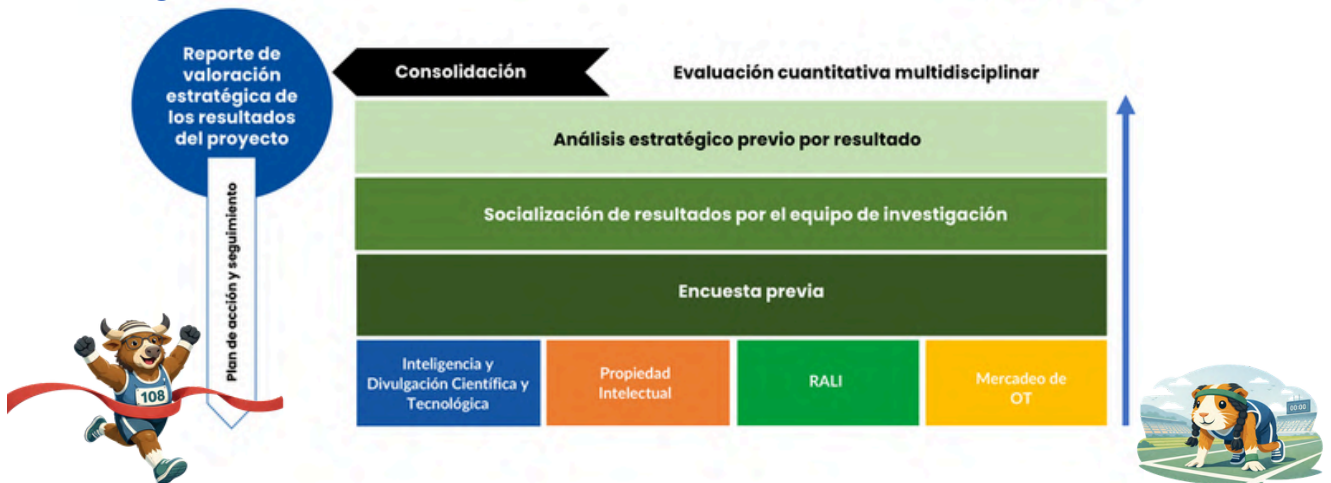 Reporte de
valoración
estratégica de
los resultados
del proyecto
Plan de acción y seguimiento
Consolidación
Evaluación cuantitativa multidisciplinar
Análisis estratégico previo por resultado
Socialización de resultados por el equipo de investigación
Encuesta previa
Inteligencia y
Divulgación Científica y
Tecnológica
Propiedad
Intelectual
RALI
Mercadeo de
OT
108
00:00